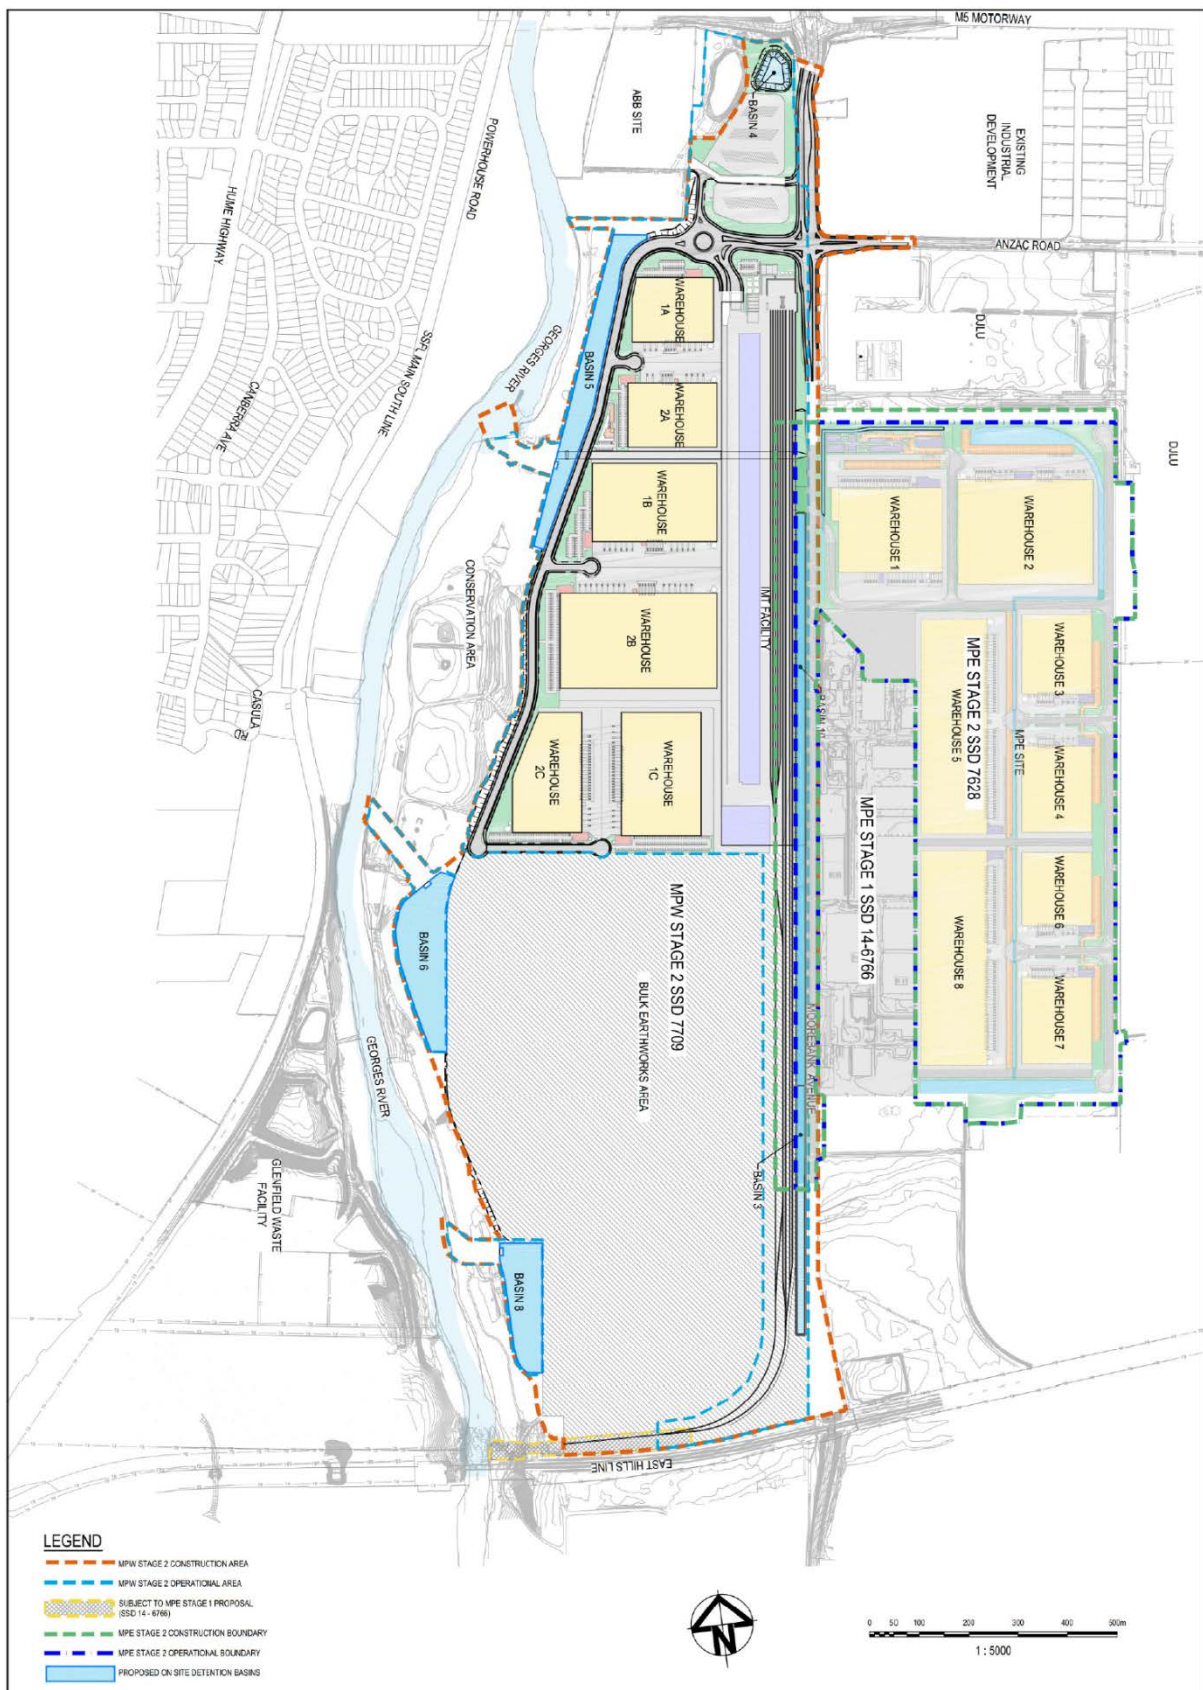 M5 MOTORWAY
ABB SITE
BASIN 4
EXISTING
INDUSTRIAL
DEVELOPMENT
POWERHOUSE ROAD
HUME HIGHWAY
ANZAC ROAD
WAREHOUSE
1A
DJLU
GEORGES RIVER
BASIN 5
SSFL MAIN SOUTH LINE
CANBERRA AVE
WAREHOUSE
2A
DJLU
WAREHOUSE
1B
WAREHOUSE 1
WAREHOUSE 2
CONSERVATION AREA
IMT FACILITY
WAREHOUSE
2B
WAREHOUSE 3
MPE STAGE 2 SSD 7628
WAREHOUSE 5
MPE SITE
CASULA
RD
WAREHOUSE
2C
WAREHOUSE
1C
WAREHOUSE 4
MPE STAGE 1 SSD 14-6766
WAREHOUSE 6
BASIN 6
MPW STAGE 2 SSD 7709
BULK EARTHWORKS AREA
WAREHOUSE 8
WAREHOUSE 7
MOOREBANK AVENUE
GEORGES RIVER
GLENFIELD WASTE
FACILITY
BASIN 3
BASIN 8
EAST HILLS LINE
LEGEND
MPW STAGE 2 CONSTRUCTION AREA
MPW STAGE 2 OPERATIONAL AREA
SUBJECT TO MPE STAGE 1 PROPOSAL
(SSD 14 - 6766)
MPE STAGE 2 CONSTRUCTION BOUNDARY
MPE STAGE 2 OPERATIONAL BOUNDARY
PROPOSED ON SITE DETENTION BASINS
N
0 50 100 200 300 400 500m
1 : 5000